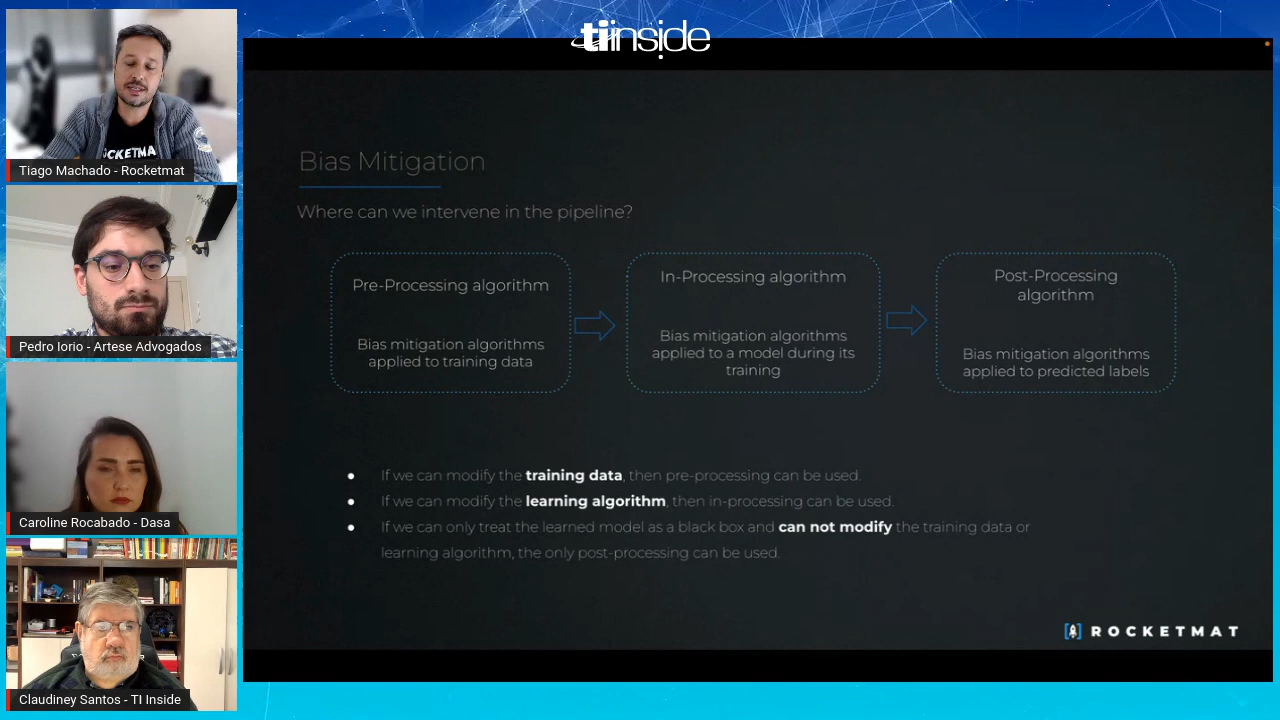 tiinside
Tiago Machado - Rocketmat
Pedro Iorio - Artese Advogados
Caroline Rocabado - Dasa
Claudiney Santos - TI Inside
Bias Mitigation
Where can we intervene in the pipeline?
Pre-Processing algorithm
Bias mitigation algorithms
applied to training data
In-Processing algorithm
Bias mitigation algorithms
applied to a model during its
training
Post-Processing
algorithm
Bias mitigation algorithms
applied to predicted labels
● If we can modify the training data, then pre-processing can be used.
● If we can modify the learning algorithm, then in-processing can be used.
● If we can only treat the learned model as a black box and can not modify the training data or
learning algorithm, the only post-processing can be used.
ROCKETMAT